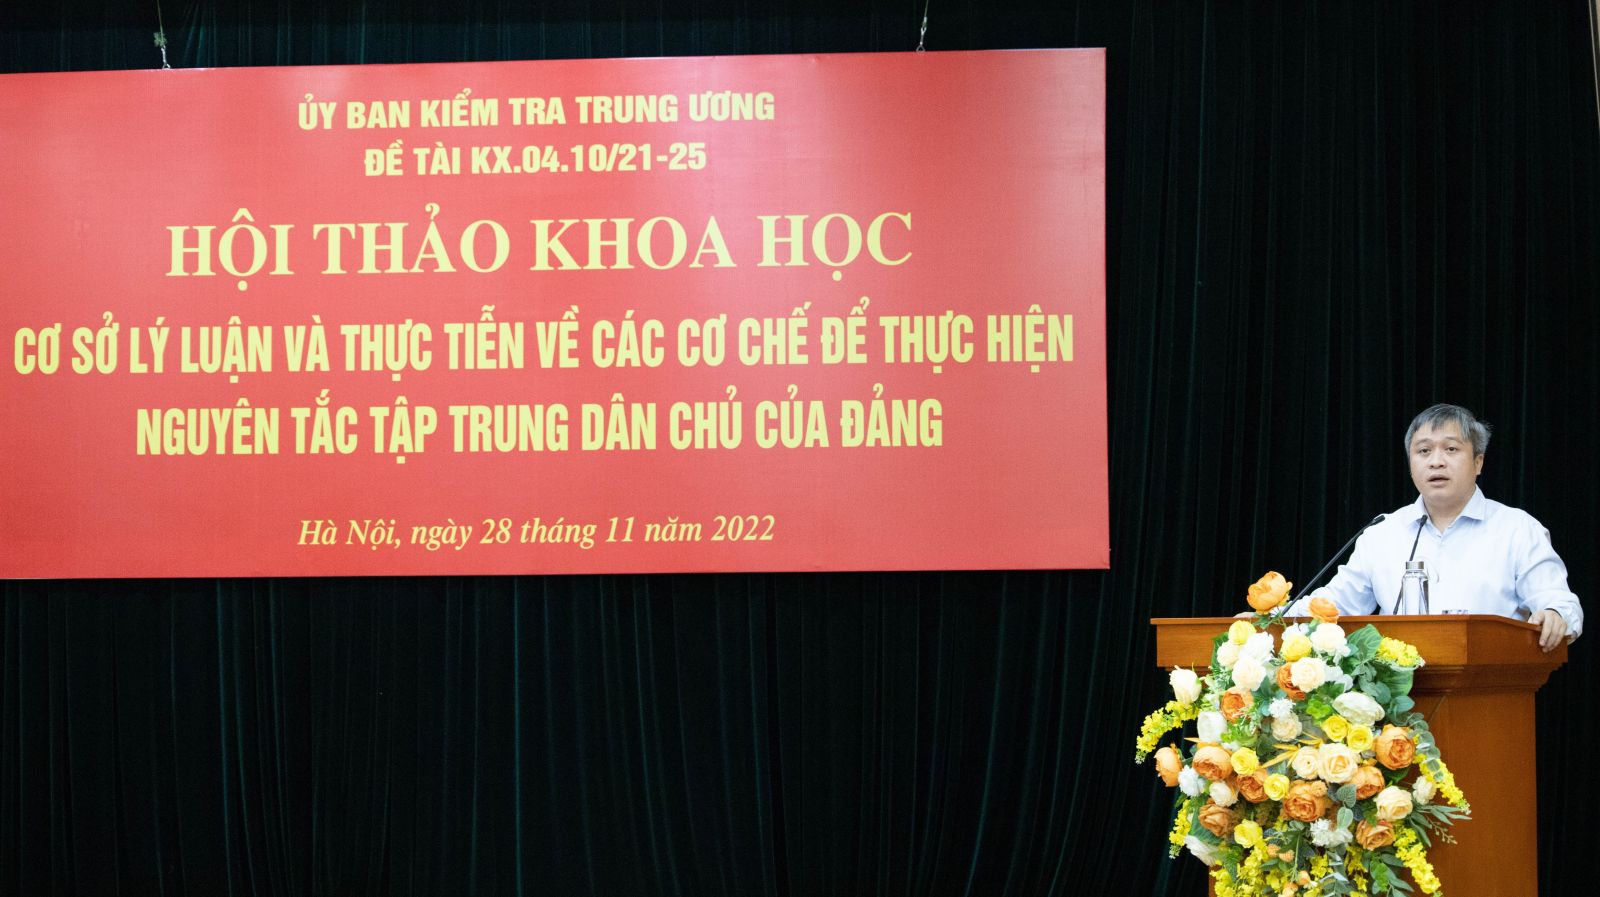 ỦY BAN KIỂM TRA TRUNG ƯƠNG
ĐỀ TÀI KX.04.10/21-25
HỘI THẢO KHOA HỌC
CƠ SỞ LÝ LUẬN VÀ THỰC TIỄN VỀ CÁC CƠ CHẾ ĐỂ THỰC HIỆN
NGUYÊN TẮC TẬP TRUNG DÂN CHỦ CỦA ĐẢNG
Hà Nội, ngày 28 tháng 11 năm 2022